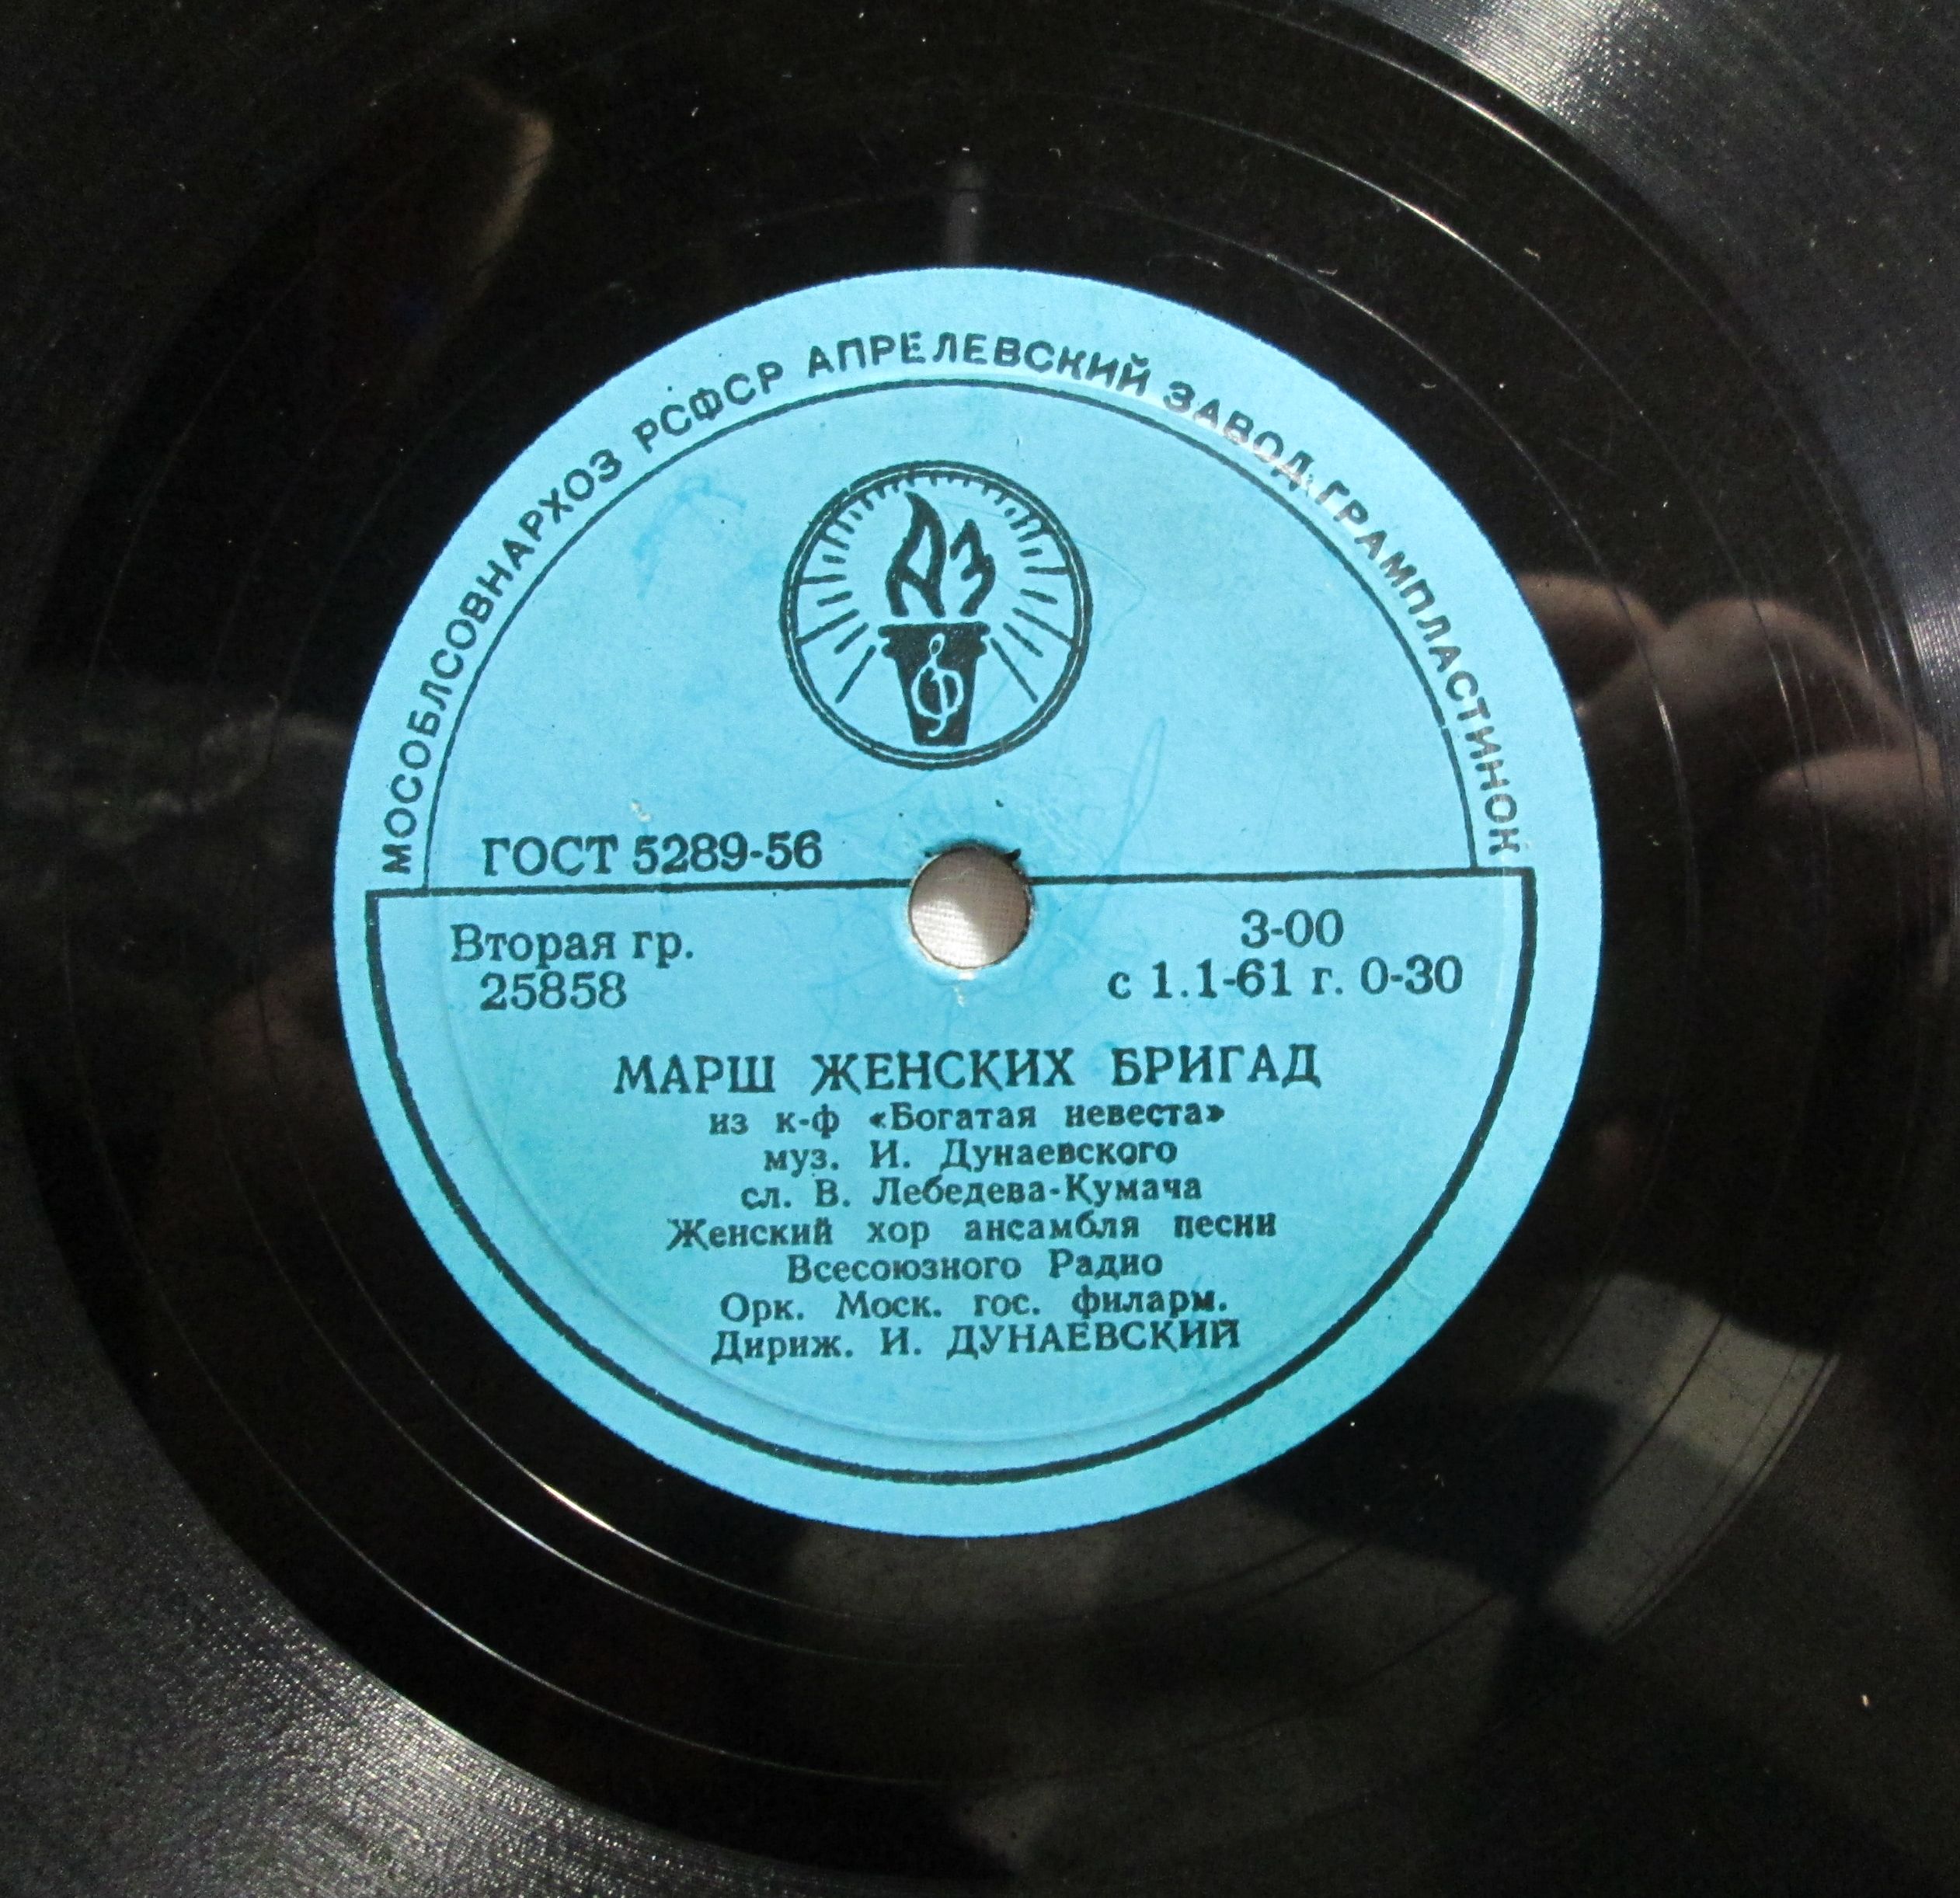 МОСОБЛСОВНАРХОЗ РСФСР АПРЕЛЕВСКИЙ ЗАВОД ГРАМПЛАСТИНОК
АЗ
ГОСТ 5289-56
Вторая гр.
25858
3-00
с 1.1-61 г. 0-30
МАРШ ЖЕНСКИХ БРИГАД
из к-ф «Богатая невеста»
муз. И. Дунаевского
сл. В. Лебедева-Кумача
Женский хор ансамбля песни
Всесоюзного Радио
Орк. Моск. гос. филарм.
Дириж. И. ДУНАЕВСКИЙ